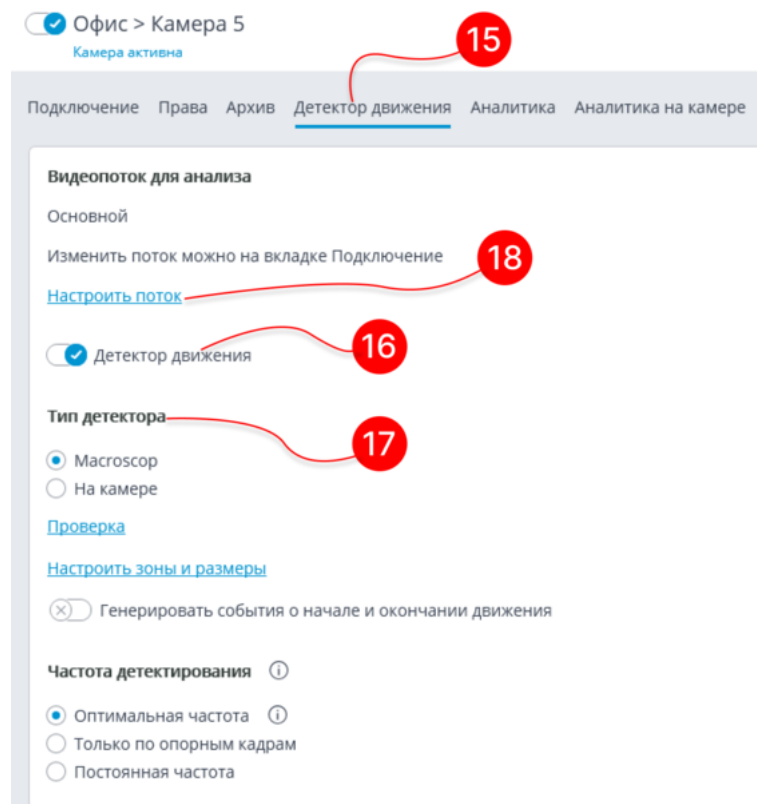 Офис > Камера 5
Камера активна
15
Подключение Права Архив Детектор движения Аналитика Аналитика на камере
Видеопоток для анализа
Основной
Изменить поток можно на вкладке Подключение
18
Настроить поток
16
Детектор движения
Тип детектора
17
Macroscop
На камере
Проверка
Настроить зоны и размеры
Генерировать события о начале и окончании движения
Частота детектирования
Оптимальная частота
Только по опорным кадрам
Постоянная частота